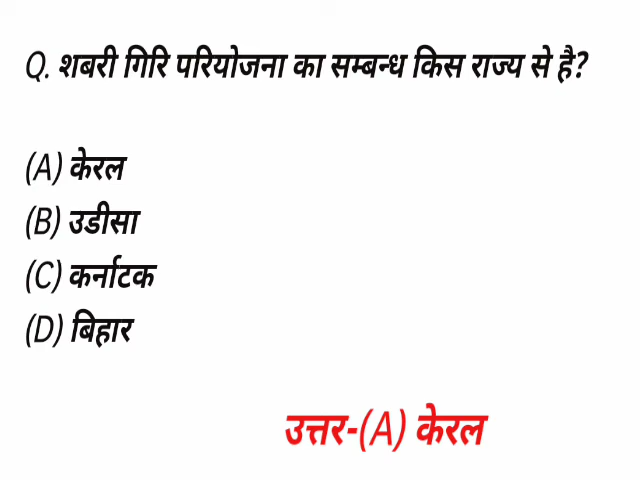 Q. शबरी गिरि परियोजना का सम्बन्ध किस राज्य से है?
(A) केरल
(B) उडीसा
(C) कर्नाटक
(D) बिहार
उत्तर-(A) केरल